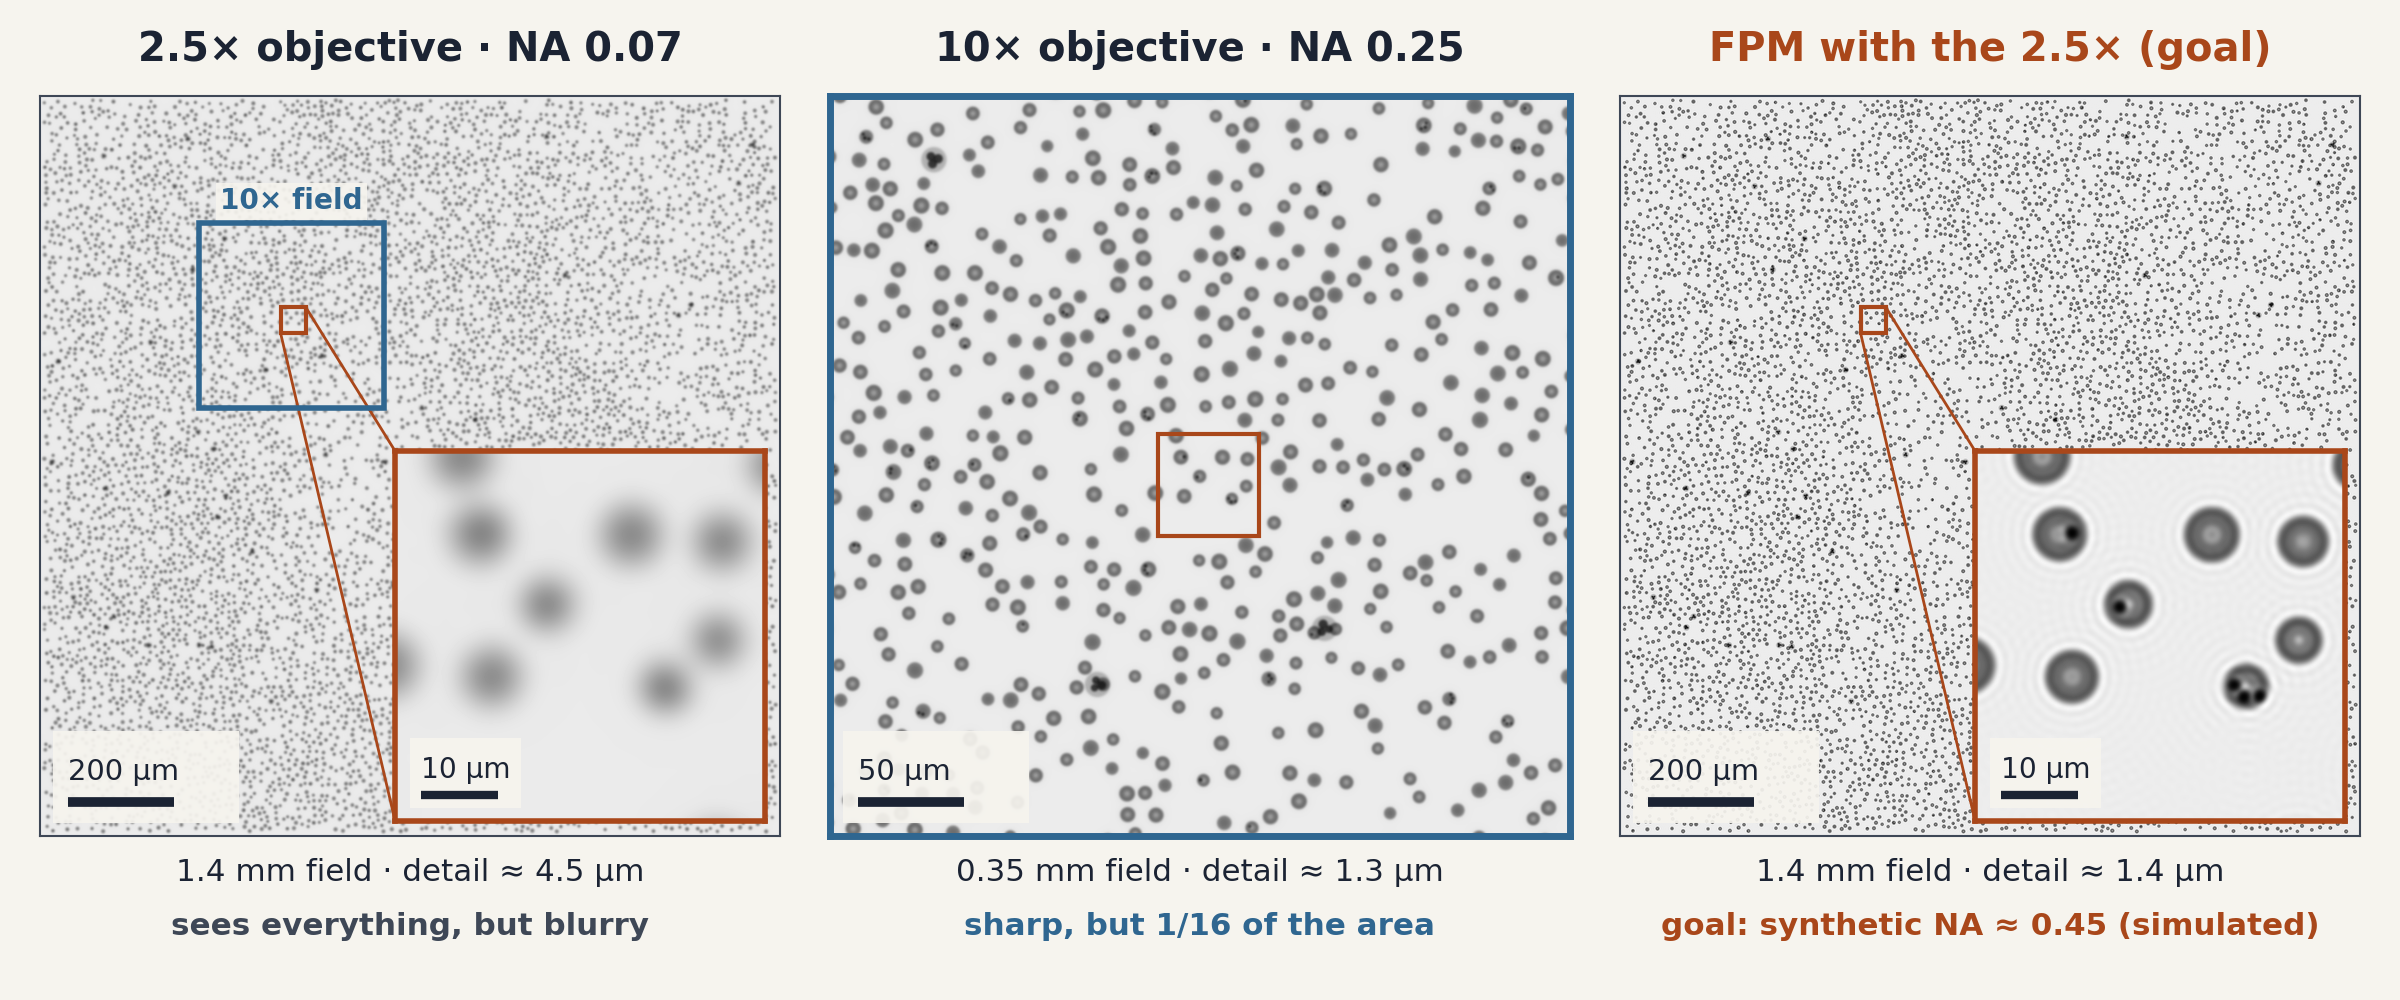 2.5× objective · NA 0.07
10× objective · NA 0.25
FPM with the 2.5× (goal)
10× field
200 µm
10 µm
50 µm
200 µm
10 µm
1.4 mm field · detail ≈ 4.5 µm
0.35 mm field · detail ≈ 1.3 µm
1.4 mm field · detail ≈ 1.4 µm
sees everything, but blurry
sharp, but 1/16 of the area
goal: synthetic NA ≈ 0.45 (simulated)